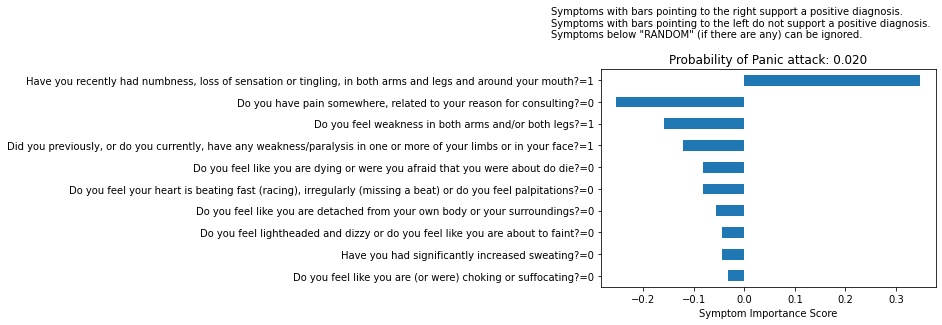 Symptoms with bars pointing to the right support a positive diagnosis.
Symptoms with bars pointing to the left do not support a positive diagnosis.
Symptoms below "RANDOM" (if there are any) can be ignored.
Probability of Panic attack: 0.020
Have you recently had numbness, loss of sensation or tingling, in both arms and legs and around your mouth?=1
Do you have pain somewhere, related to your reason for consulting?=0
Do you feel weakness in both arms and/or both legs?=1
Did you previously, or do you currently, have any weakness/paralysis in one or more of your limbs or in your face?=1
Do you feel like you are dying or were you afraid that you were about do die?=0
Do you feel your heart is beating fast (racing), irregularly (missing a beat) or do you feel palpitations?=0
Do you feel like you are detached from your own body or your surroundings?=0
Do you feel lightheaded and dizzy or do you feel like you are about to faint?=0
Have you had significantly increased sweating?=0
Do you feel like you are (or were) choking or suffocating?=0
−0.2 −0.1 0.0 0.1 0.2 0.3
Symptom Importance Score